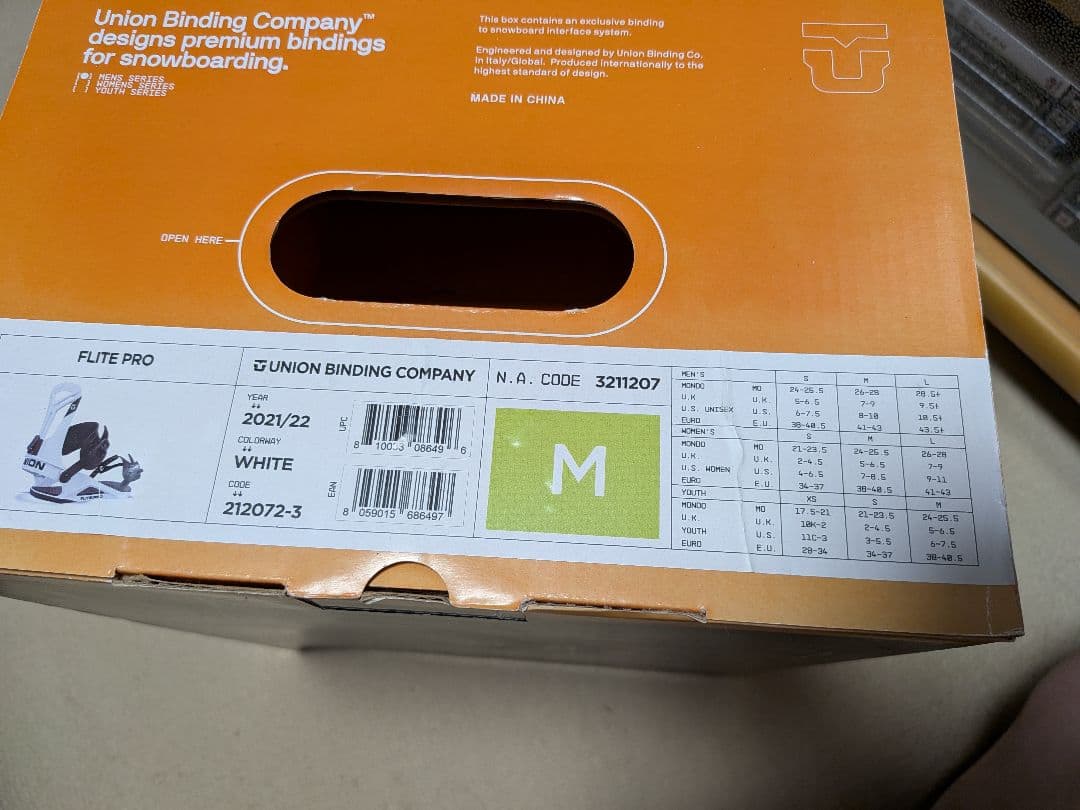 Union Binding Company™
designs premium bindings
for snowboarding.
MENS SERIES
WOMENS SERIES
YOUTH SERIES
This box contains an exclusive binding
to snowboard interface system.
Engineered and designed by Union Binding Co.
in Italy/Global. Produced internationally to the
highest standard of design.
MADE IN CHINA
OPEN HERE
FLITE PRO
UNION BINDING COMPANY
YEAR
2021/22
COLORWAY
WHITE
CODE
212072-3
UPC
EAN
8 059015 686497
N.A. CODE 3211207
M
MEN'S S M L
MONDO MO 24-25.5 26-28 28.5+
U.K U.K. 5-6.5 7-9 9.5+
U.S. UNISEX U.S. 6-7.5 8-10 10.5+
EURO E.U. 38-40.5 41-43 43.5+
WOMEN'S S M L
MONDO MO 21-23.5 24-25.5 26-28
U.K. U.K. 2-4.5 5-6.5 7-9
U.S. WOMEN U.S. 4-6.5 7-8.5 9-11
EURO E.U. 34-37 38-40.5 41-43
YOUTH XS S M
MONDO MO 17.5-21 21-23.5 24-25.5
U.K. U.K. 10K-2 2-4.5 5-6.5
YOUTH U.S. 11C-3 3-5.5 6-7.5
EURO E.U. 28-34 34-37 38-40.5